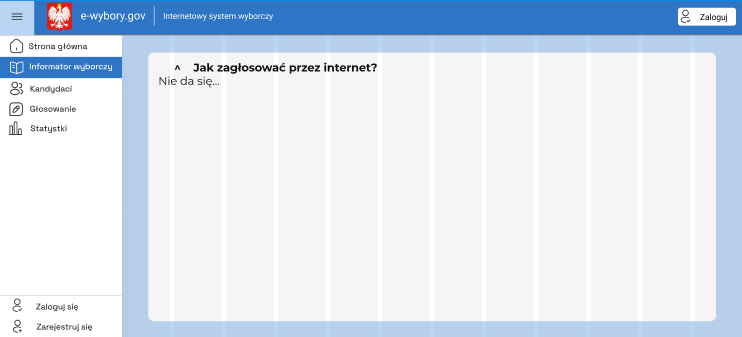 e-wybory.gov
Internetowy system wyborczy
Zaloguj
Strona główna
Informator wyborczy
Kandydaci
Głosowanie
Statystki
Zaloguj się
Zarejestruj się
^ Jak zagłosować przez internet?
Nie da się...